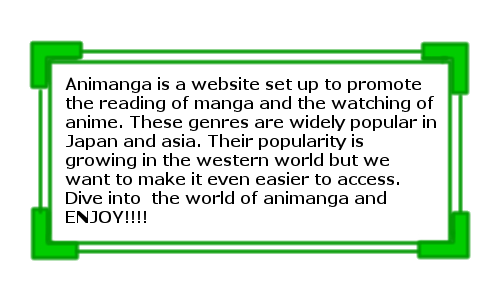 Animanga is a website set up to promote
the reading of manga and the watching of
anime. These genres are widely popular in
Japan and asia. Their popularity is
growing in the western world but we
want to make it even easier to access.
Dive into  the world of animanga and
ENJOY!!!!